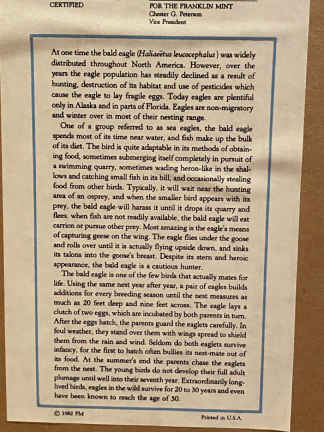 CERTIFIED
FOR THE FRANKLIN MINT
Chester G. Peterson
Vice President
At one time the bald eagle (Haliaeetus leucocephalus) was widely
distributed throughout North America. However, over the
years the eagle population has steadily declined as a result of
hunting, destruction of its habitat and use of pesticides which
cause the eagle to lay fragile eggs. Today eagles are plentiful
only in Alaska and in parts of Florida. Eagles are non-migratory
and winter over in most of their nesting range.
One of a group referred to as sea eagles, the bald eagle
spends most of its time near water, and fish make up the bulk
of its diet. The bird is quite adaptable in its methods of obtain-
ing food, sometimes submerging itself completely in pursuit of
a swimming quarry, sometimes wading heron-like in the shal-
lows and catching small fish in its bill, and occasionally stealing
food from other birds. Typically, it will wait near the hunting
area of an osprey, and when the smaller bird appears with its
prey, the bald eagle will harass it until it drops its quarry and
flees. when fish are not readily available, the bald eagle will eat
carrion or pursue other prey. Most amazing is the eagle's means
of capturing geese on the wing. The eagle flies under the goose
and rolls over until it is actually flying upside down, and sinks
its talons into the goose's breast. Despite its stern and heroic
appearance, the bald eagle is a cautious hunter.
The bald eagle is one of the few birds that actually mates for
life. Using the same nest year after year, a pair of eagles builds
additions for every breeding season until the nest measures as
much as 20 feet deep and nine feet across. The eagle lays a
clutch of two eggs, which are incubated by both parents in turn.
After the eggs hatch, the parents guard the eaglets carefully. In
foul weather, they stand over them with wings spread to shield
them from the rain and wind. Seldom do both eaglets survive
infancy, for the first to hatch often bullies its nest-mate out of
its food. At the summer's end the parents chase the eaglets
from the nest. The young birds do not develop their full adult
plumage until well into their seventh year. Extraordinarily long-
lived birds, eagles in the wild survive for 20 to 30 years and even
have been known to reach the age of 50.
© 1982 FM
Printed in U.S.A.